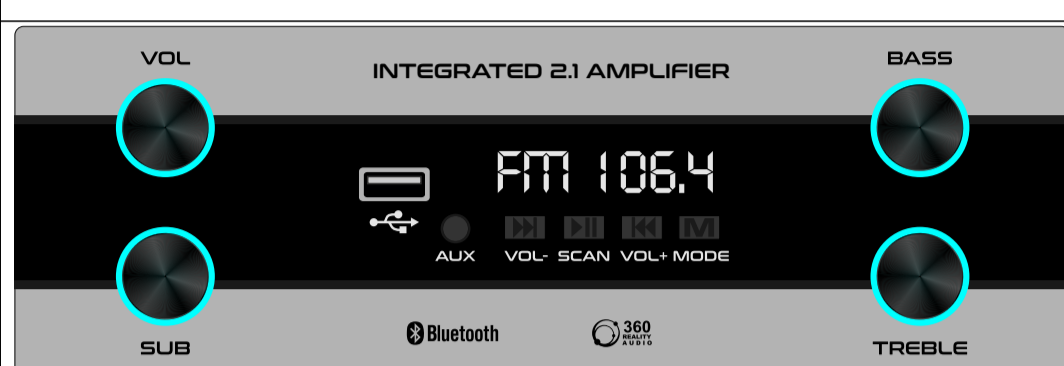 VOL
INTEGRATED 2.1 AMPLIFIER
BASS
FM 106.4
M
AUX VOL- SCAN VOL+ MODE
Bluetooth
360
REALITY
AUDIO
SUB
TREBLE